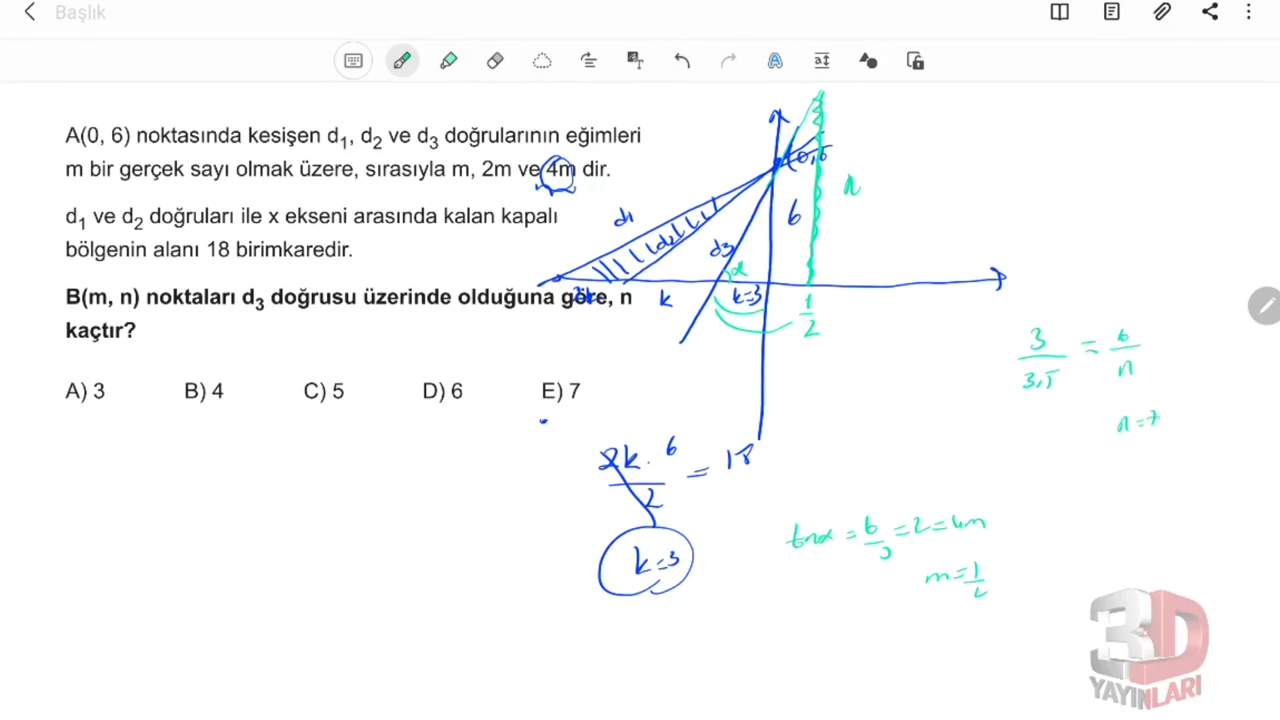 Başlık
A(0, 6) noktasında kesişen d₁, d₂ ve d₃ doğrularının eğimleri
m bir gerçek sayı olmak üzere, sırasıyla m, 2m ve 4m dir.
d₁ ve d₂ doğruları ile x ekseni arasında kalan kapalı
bölgenin alanı 18 birimkaredir.
B(m, n) noktaları d₃ doğrusu üzerinde olduğuna göre, n
kaçtır?
A) 3 B) 4 C) 5 D) 6 E) 7
d1
d2
d3
6
n
α
2k
k
k=3
1/2
3/3,5 = 6/n
n=7
2k·6/2 = 18
k=3
tanα = 6/3 = 2 = 4m
m=1/2
3D
YAYINLARI